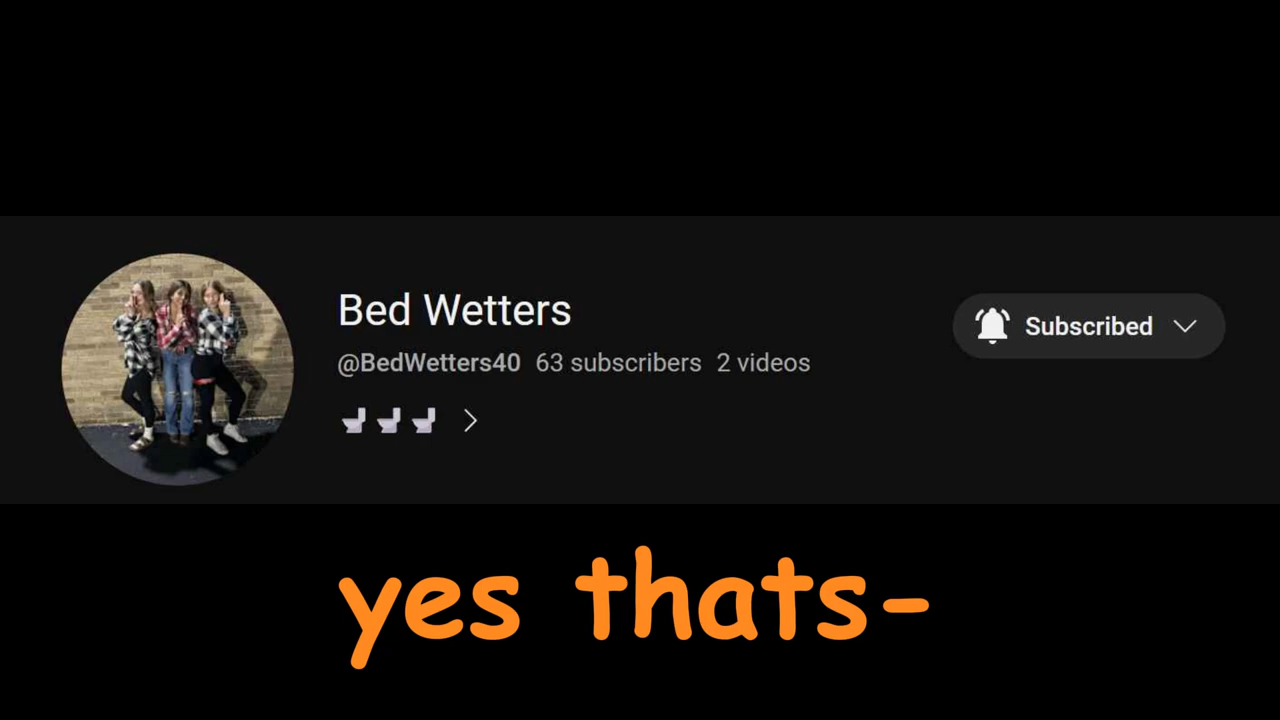 Bed Wetters
@BedWetters40 63 subscribers 2 videos
🚽🚽🚽 >
Subscribed
yes thats-